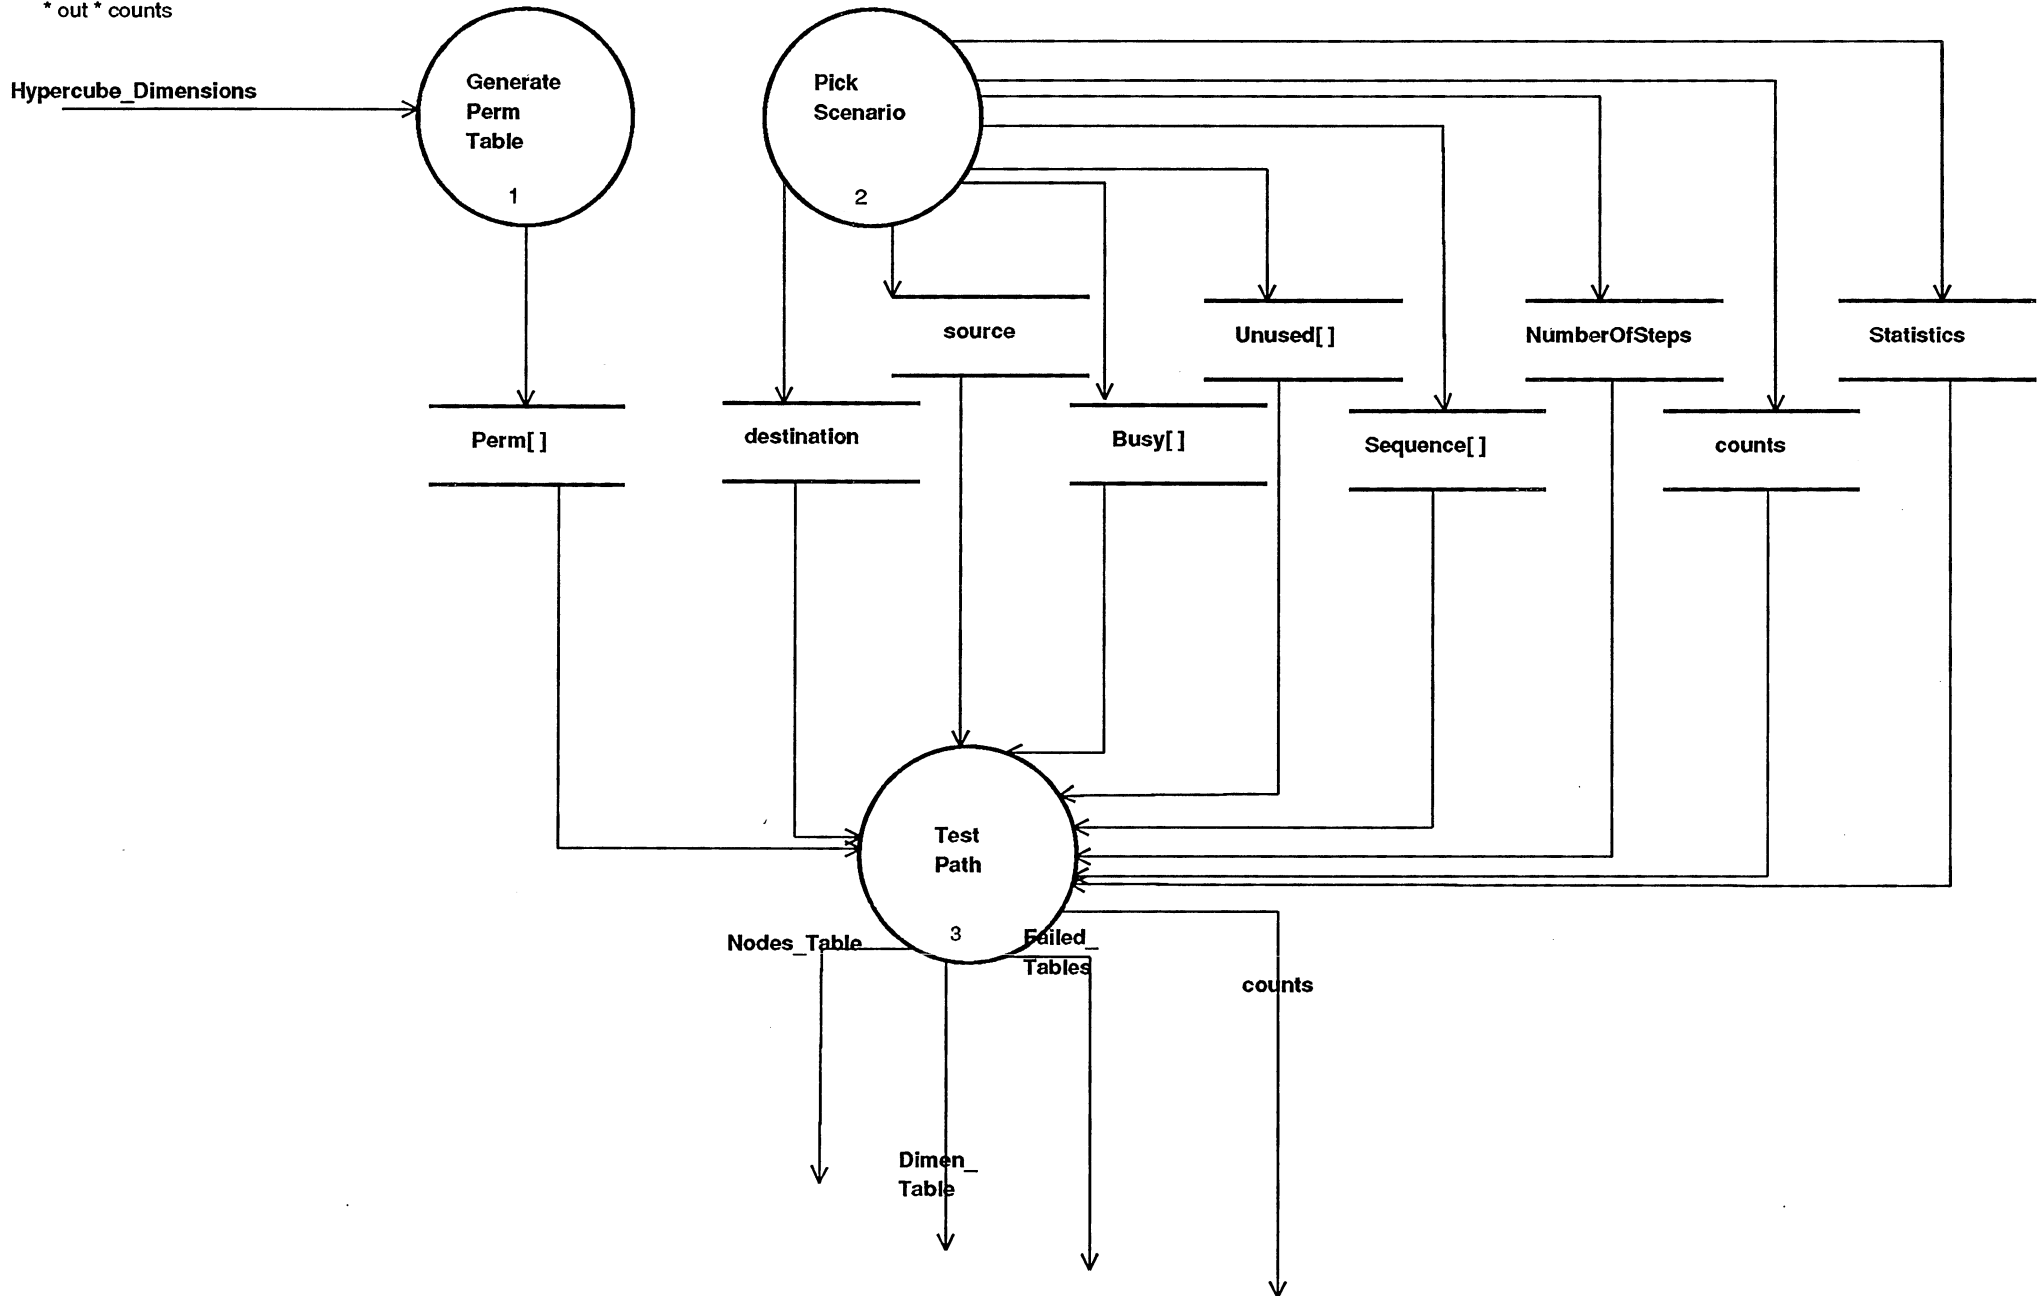 * out * counts
Hypercube_Dimensions
Generate
Perm
Table
1
Pick
Scenario
2
source
Unused[ ]
NumberOfSteps
Statistics
Perm[ ]
destination
Busy[ ]
Sequence[ ]
counts
Test
Path
3
Nodes_Table
Failed_
Tables
counts
Dimen_
Table